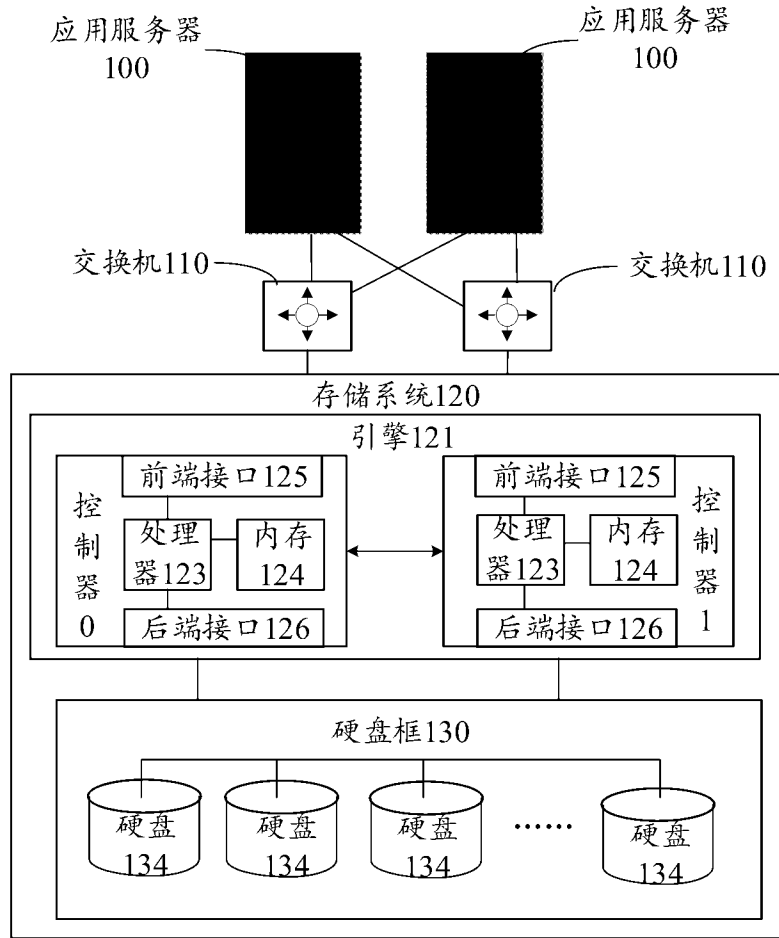 应用服务器
100
应用服务器
100
交换机110
交换机110
存储系统120
引擎121
控制器0
前端接口125
处理
器123
内存
124
后端接口126
前端接口125
处理
器123
内存
124
后端接口126
控制器1
硬盘框130
硬盘
134
硬盘
134
硬盘
134
……
硬盘
134